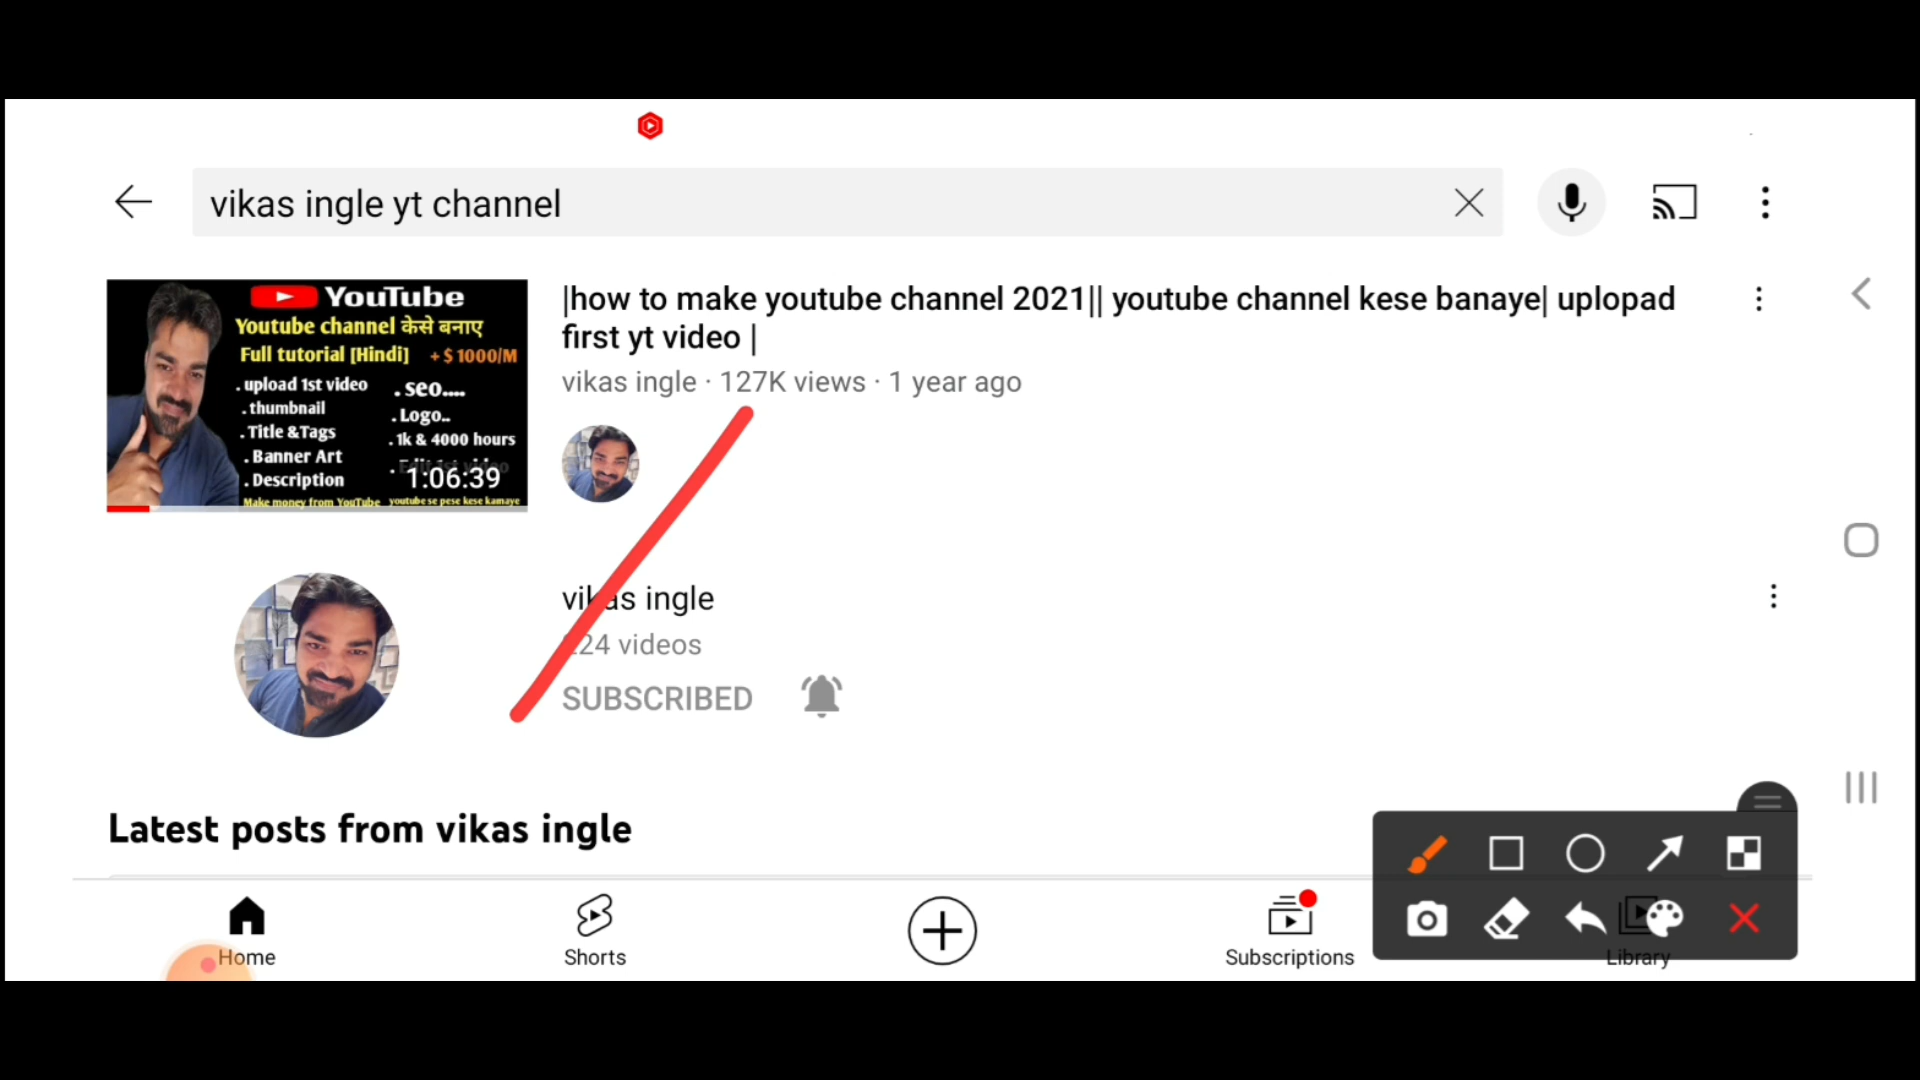 vikas ingle yt channel
YouTube
Youtube channel केसे बनाए
Full tutorial [Hindi] +$1000/M
. upload 1st video
. thumbnail
. Title &Tags
. Banner Art
. Description
. seo....
. Logo..
. 1k & 4000 hours
1:06:39
Make money from YouTube youtube se pese kese kamaye
|how to make youtube channel 2021|| youtube channel kese banaye| uplopad
first yt video |
vikas ingle · 127K views · 1 year ago
vikas ingle
videos
SUBSCRIBED
Latest posts from vikas ingle
Home
Shorts
Subscriptions
Library